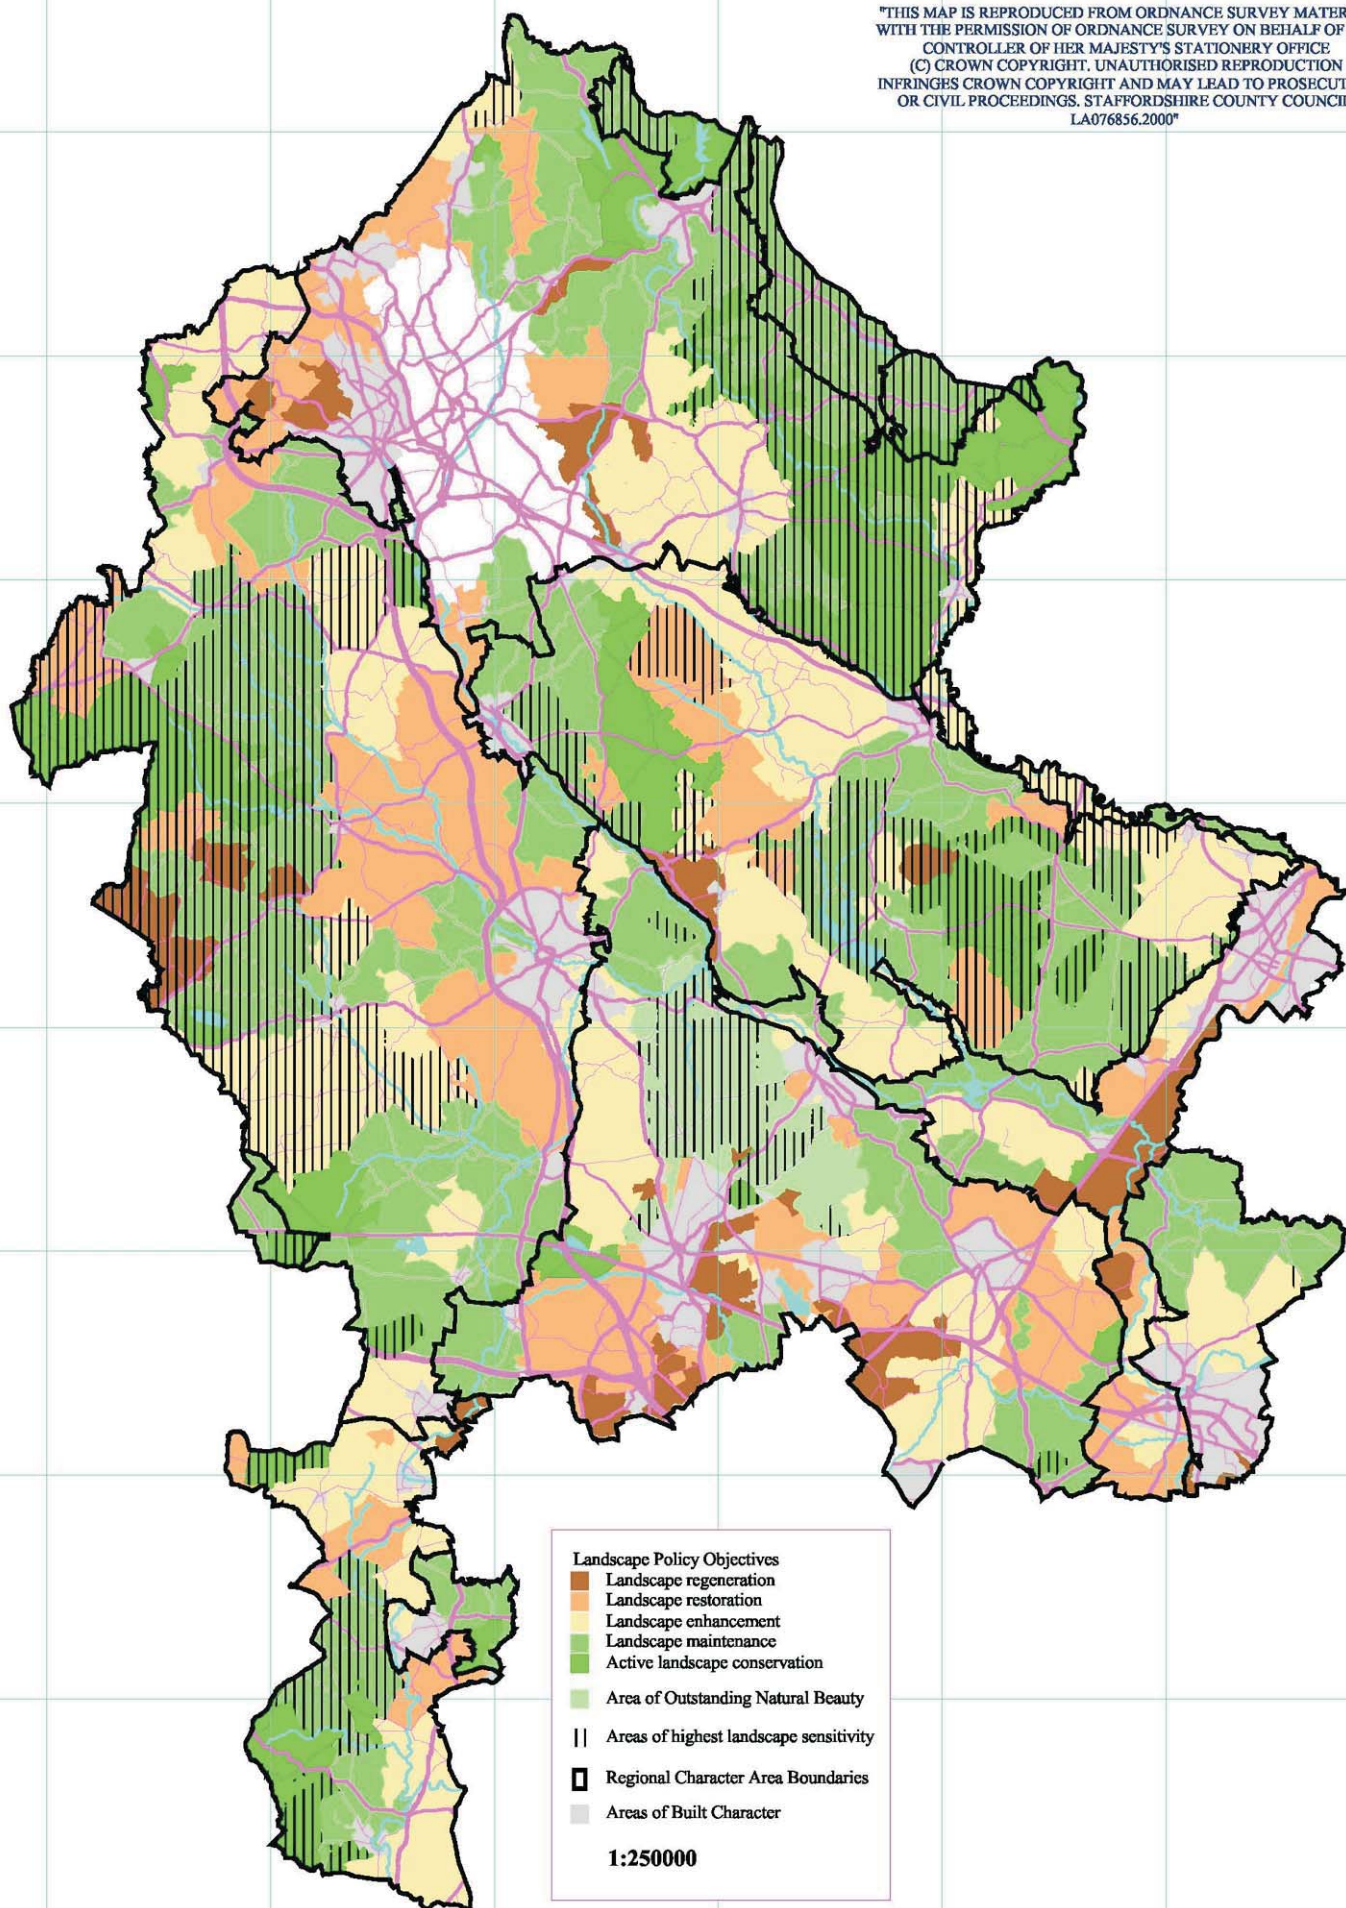 "THIS MAP IS REPRODUCED FROM ORDNANCE SURVEY MATER
WITH THE PERMISSION OF ORDNANCE SURVEY ON BEHALF OF
CONTROLLER OF HER MAJESTY'S STATIONERY OFFICE
(C) CROWN COPYRIGHT. UNAUTHORISED REPRODUCTION
INFRINGES CROWN COPYRIGHT AND MAY LEAD TO PROSECUT
OR CIVIL PROCEEDINGS. STAFFORDSHIRE COUNTY COUNCI
LA076856.2000"
Landscape Policy Objectives
Landscape regeneration
Landscape restoration
Landscape enhancement
Landscape maintenance
Active landscape conservation
Area of Outstanding Natural Beauty
Areas of highest landscape sensitivity
Regional Character Area Boundaries
Areas of Built Character
1:250000